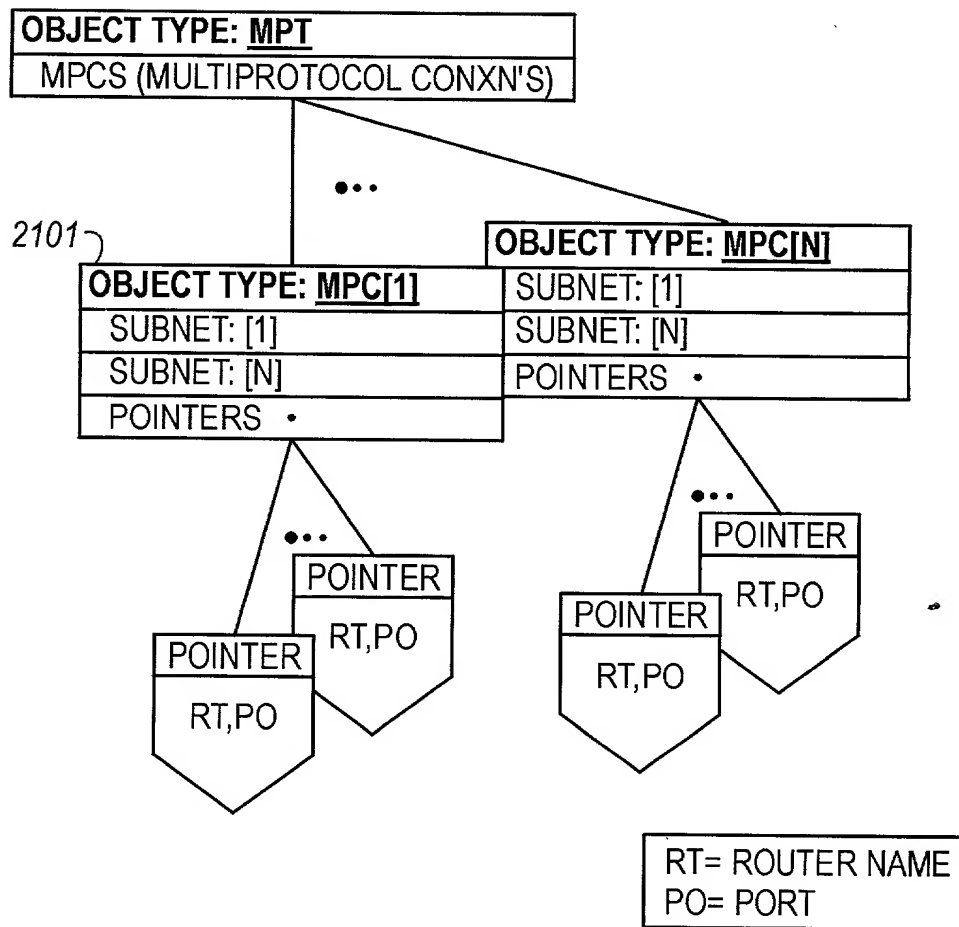 OBJECT TYPE: MPT
MPCS (MULTIPROTOCOL CONXN'S)
2101
OBJECT TYPE: MPC[1]
SUBNET: [1]
SUBNET: [N]
POINTERS
OBJECT TYPE: MPC[N]
SUBNET: [1]
SUBNET: [N]
POINTERS
POINTER
RT,PO
POINTER
RT,PO
POINTER
RT,PO
POINTER
RT,PO
RT= ROUTER NAME
PO= PORT